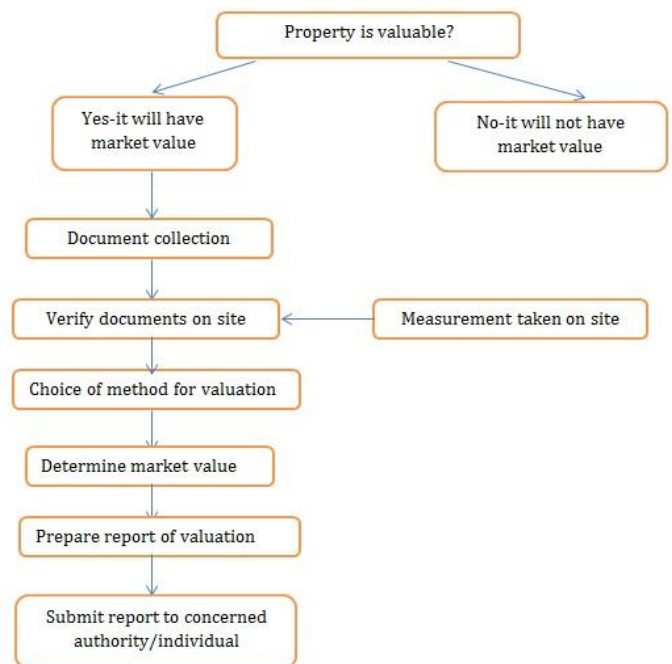 Property is valuable?
Yes-it will have
market value
No-it will not have
market value
Document collection
Verify documents on site
Measurement taken on site
Choice of method for valuation
Determine market value
Prepare report of valuation
Submit report to concerned
authority/individual